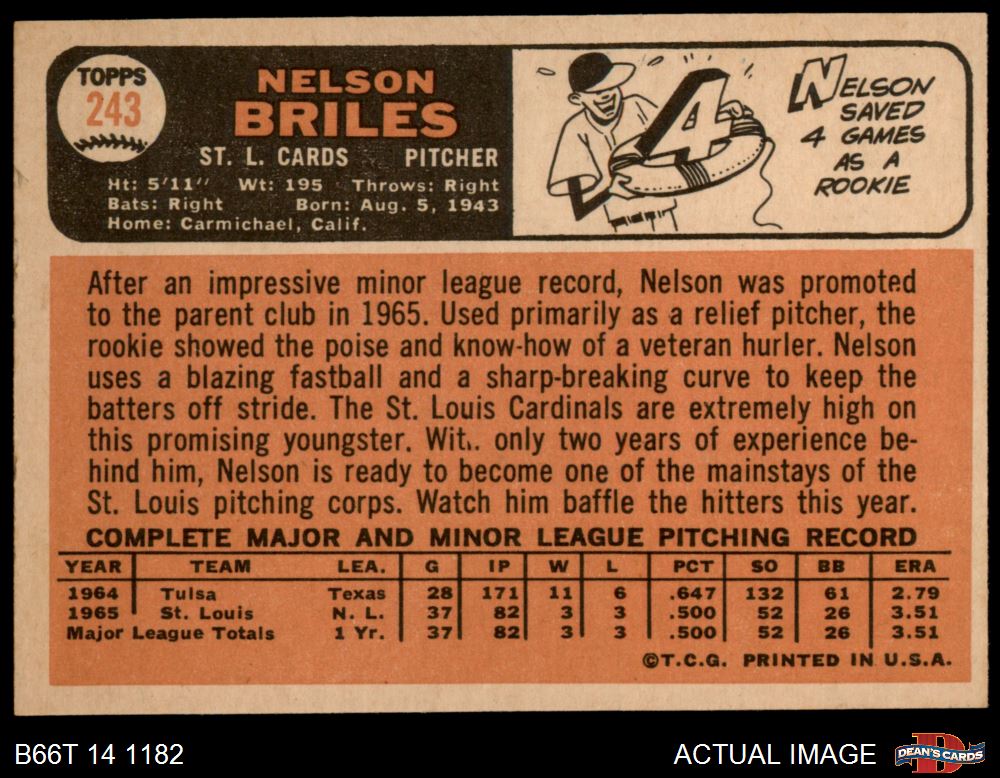 TOPPS
243
NELSON
BRILES
ST. L. CARDS PITCHER
Ht: 5'11" Wt: 195 Throws: Right
Bats: Right Born: Aug. 5, 1943
Home: Carmichael, Calif.
4
NELSON
SAVED
4 GAMES
AS A
ROOKIE
After an impressive minor league record, Nelson was promoted
to the parent club in 1965. Used primarily as a relief pitcher, the
rookie showed the poise and know-how of a veteran hurler. Nelson
uses a blazing fastball and a sharp-breaking curve to keep the
batters off stride. The St. Louis Cardinals are extremely high on
this promising youngster. Wit. only two years of experience be-
hind him, Nelson is ready to become one of the mainstays of the
St. Louis pitching corps. Watch him baffle the hitters this year.
COMPLETE MAJOR AND MINOR LEAGUE PITCHING RECORD
YEAR TEAM LEA. G IP W L PCT SO BB ERA
1964 Tulsa Texas 28 171 11 6 .647 132 61 2.79
1965 St. Louis N. L. 37 82 3 3 .500 52 26 3.51
Major League Totals 1 Yr. 37 82 3 3 .500 52 26 3.51
©T.C.G. PRINTED IN U.S.A.
B66T 14 1182 ACTUAL IMAGE DEAN'S CARDS